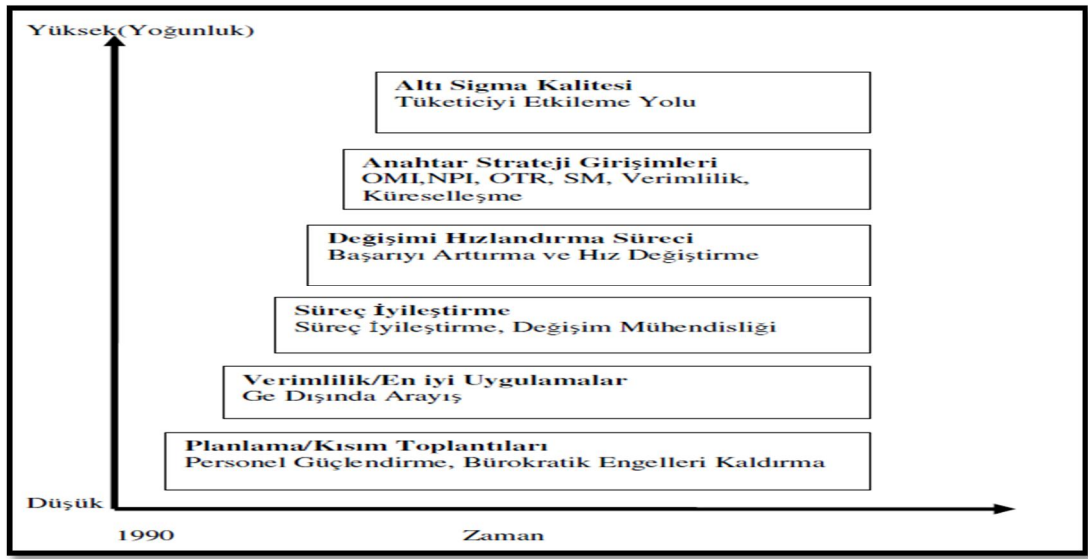 Yüksek(Yoğunluk)
Altı Sigma Kalitesi
Tüketiciyi Etkileme Yolu
Anahtar Strateji Girişimleri
OMI,NPI, OTR, SM, Verimlilik,
Küreselleşme
Değişimi Hızlandırma Süreci
Başarıyı Arttırma ve Hız Değiştirme
Süreç İyileştirme
Süreç İyileştirme, Değişim Mühendisliği
Verimlilik/En iyi Uygulamalar
Ge Dışında Arayış
Planlama/Kısım Toplantıları
Personel Güçlendirme, Bürokratik Engelleri Kaldırma
Düşük
1990 Zaman